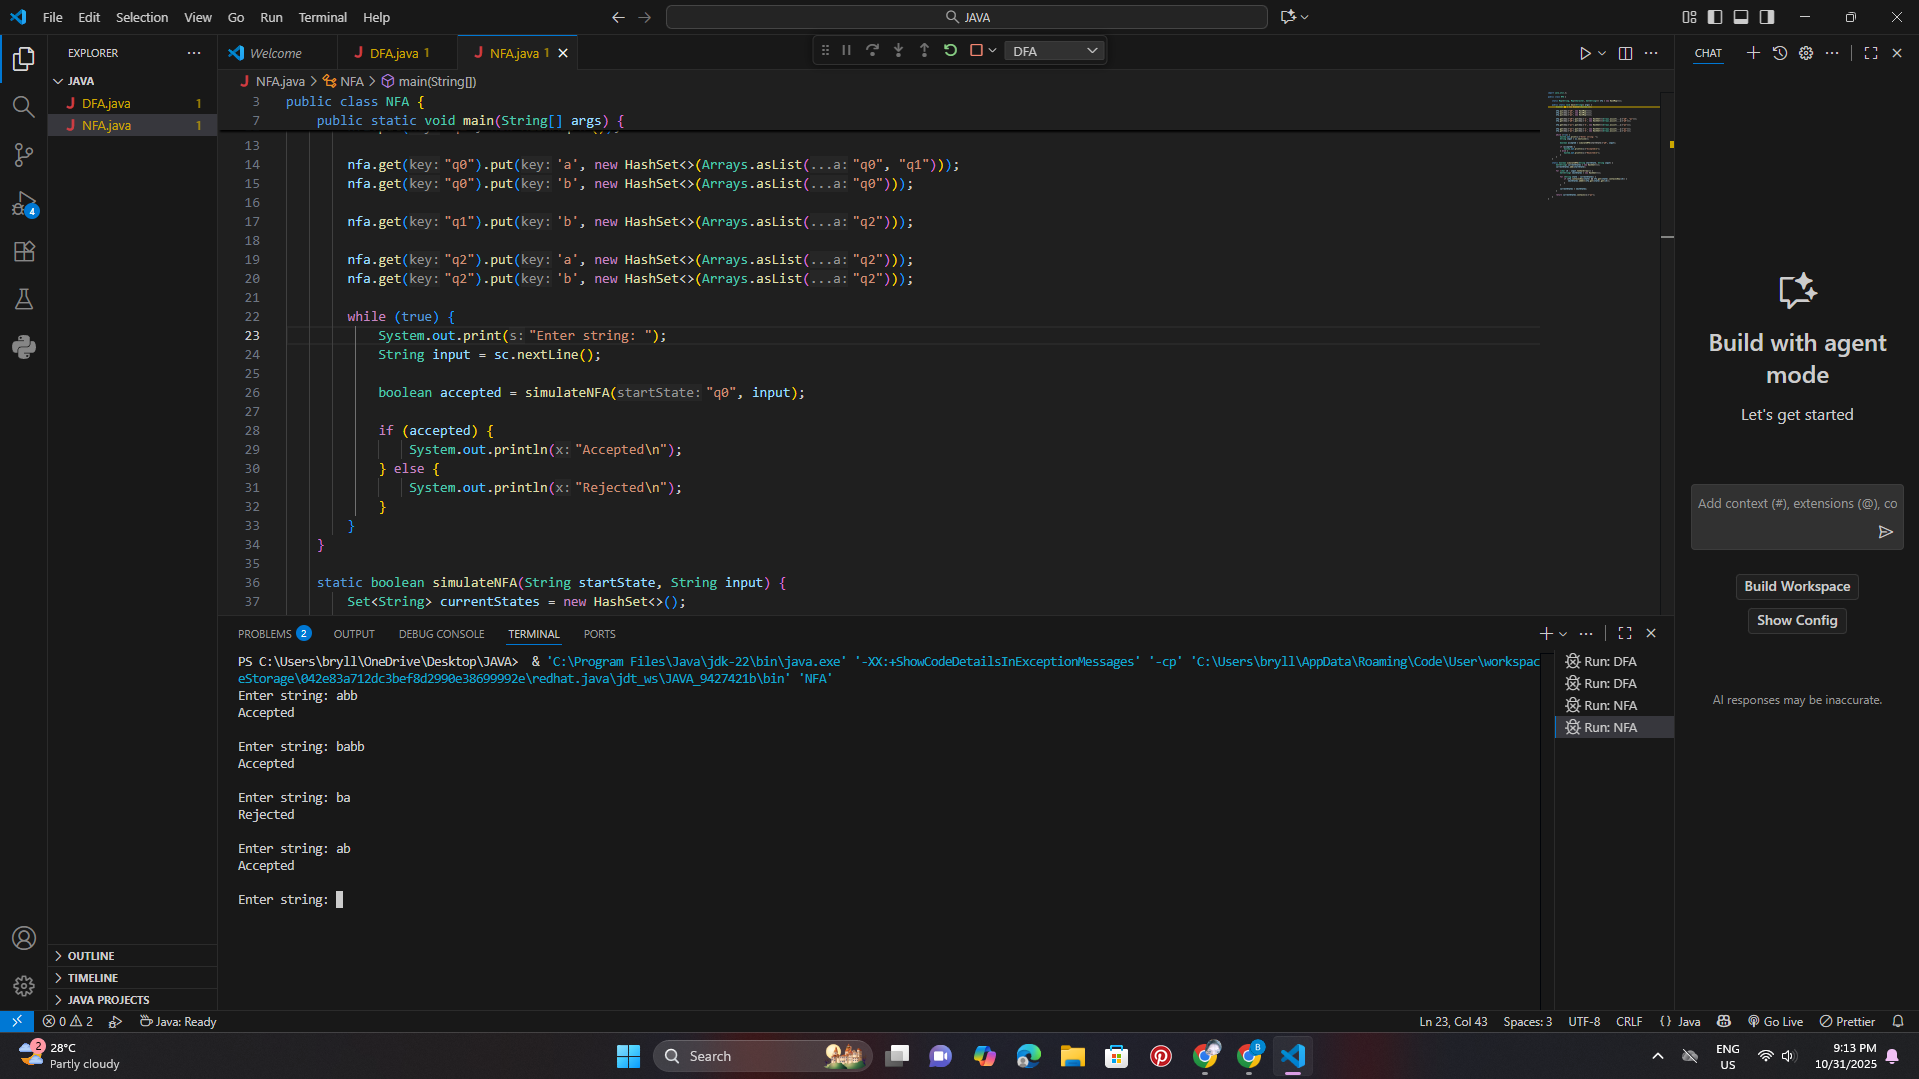 File Edit Selection View Go Run Terminal Help
JAVA
EXPLORER
JAVA
J DFA.java 1
J NFA.java 1
OUTLINE
TIMELINE
JAVA PROJECTS
4
Welcome
J DFA.java 1
J NFA.java 1
DFA
J NFA.java > NFA > main(String[])
3 public class NFA {
7 public static void main(String[] args) {
13
14 nfa.get(key: "q0").put(key: 'a', new HashSet<>(Arrays.asList(...a: "q0", "q1")));
15 nfa.get(key: "q0").put(key: 'b', new HashSet<>(Arrays.asList(...a: "q0")));
16
17 nfa.get(key: "q1").put(key: 'b', new HashSet<>(Arrays.asList(...a: "q2")));
18
19 nfa.get(key: "q2").put(key: 'a', new HashSet<>(Arrays.asList(...a: "q2")));
20 nfa.get(key: "q2").put(key: 'b', new HashSet<>(Arrays.asList(...a: "q2")));
21
22 while (true) {
23 System.out.print(s: "Enter string: ");
24 String input = sc.nextLine();
25
26 boolean accepted = simulateNFA(startState: "q0", input);
27
28 if (accepted) {
29 System.out.println(x: "Accepted\n");
30 } else {
31 System.out.println(x: "Rejected\n");
32 }
33 }
34 }
35
36 static boolean simulateNFA(String startState, String input) {
37 Set<String> currentStates = new HashSet<>();
PROBLEMS 2 OUTPUT DEBUG CONSOLE TERMINAL PORTS
PS C:\Users\bryll\OneDrive\Desktop\JAVA> & 'C:\Program Files\Java\jdk-22\bin\java.exe' '-XX:+ShowCodeDetailsInExceptionMessages' '-cp' 'C:\Users\bryll\AppData\Roaming\Code\User\workspac
eStorage\042e83a712dc3bef8d2990e38699992e\redhat.java\jdt_ws\JAVA_9427421b\bin' 'NFA'
Enter string: abb
Accepted
Enter string: babb
Accepted
Enter string: ba
Rejected
Enter string: ab
Accepted
Enter string:
Run: DFA
Run: DFA
Run: NFA
Run: NFA
CHAT
Build with agent
mode
Let's get started
Add context (#), extensions (@), co
Build Workspace
Show Config
AI responses may be inaccurate.
0 2 Java: Ready
Ln 23, Col 43 Spaces: 3 UTF-8 CRLF {} Java Go Live Prettier
2
28°C
Partly cloudy
Search
B
ENG
US
9:13 PM
10/31/2025